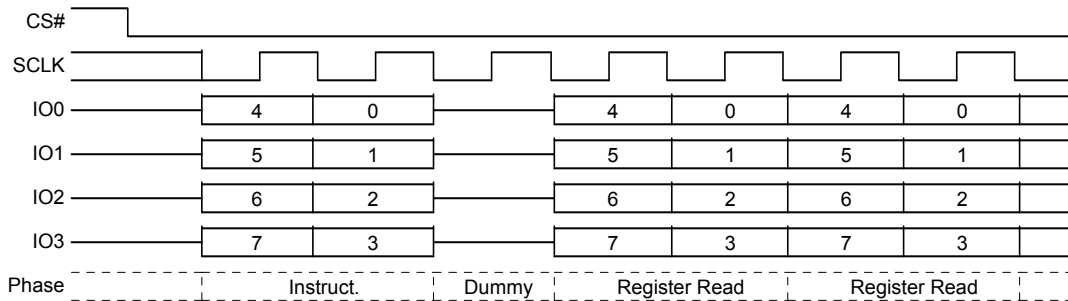 CS#
SCLK
IO0 4 0 4 0 4 0
IO1 5 1 5 1 5 1
IO2 6 2 6 2 6 2
IO3 7 3 7 3 7 3
Phase Instruct. Dummy Register Read Register Read